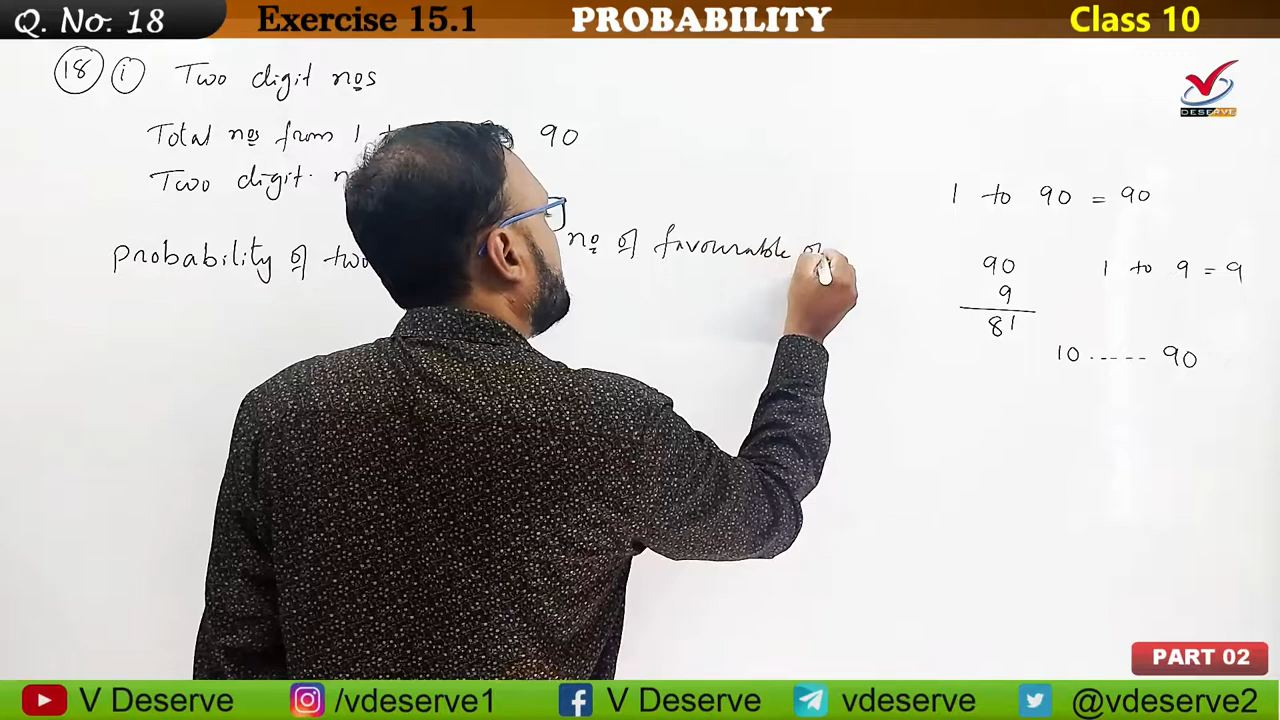 Q. No. 18 Exercise 15.1 PROBABILITY Class 10
18 i Two digit nos
Total nos from 1 90
Two digit
Probability of two no of favourable
DESERVE
1 to 90 = 90
90
9
81
1 to 9 = 9
10 ----- 90
PART 02
V Deserve /vdeserve1 V Deserve vdeserve @vdeserve2